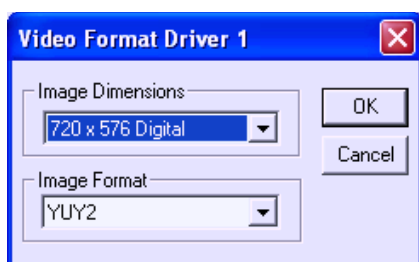 Video Format Driver 1
Image Dimensions
720 x 576 Digital
OK
Cancel
Image Format
YUY2